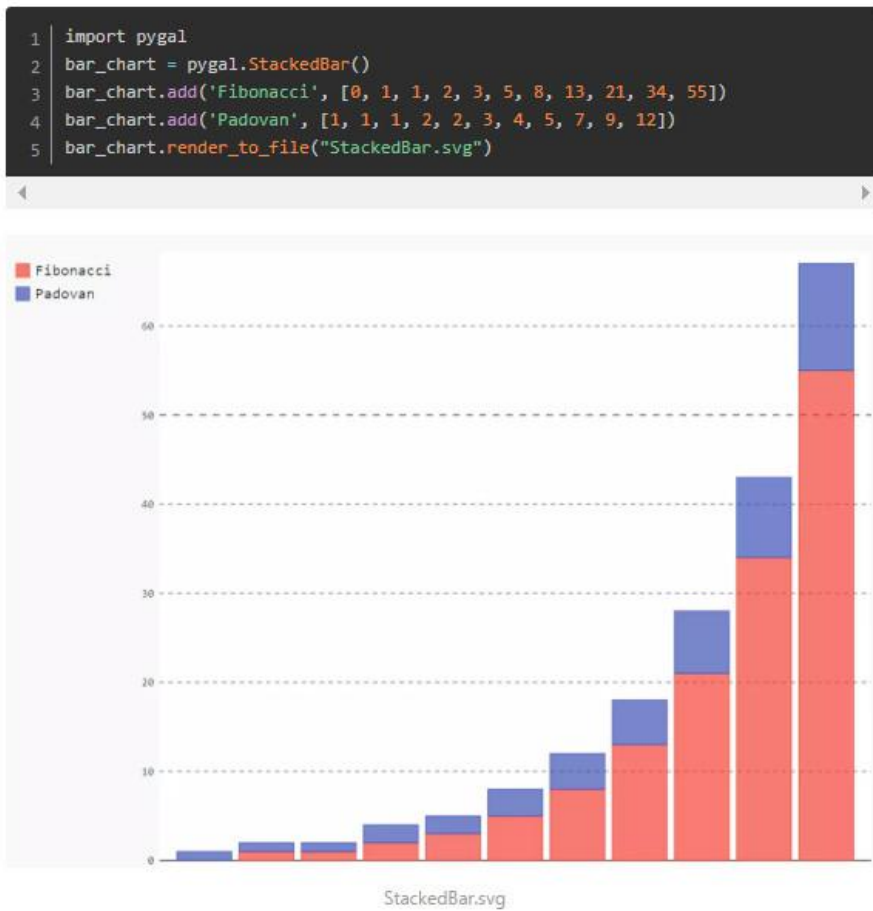 1 import pygal
2 bar_chart = pygal.StackedBar()
3 bar_chart.add('Fibonacci', [0, 1, 1, 2, 3, 5, 8, 13, 21, 34, 55])
4 bar_chart.add('Padovan', [1, 1, 1, 2, 2, 3, 4, 5, 7, 9, 12])
5 bar_chart.render_to_file("StackedBar.svg")
Fibonacci
Padovan
60
50
40
30
20
10
0
StackedBar.svg